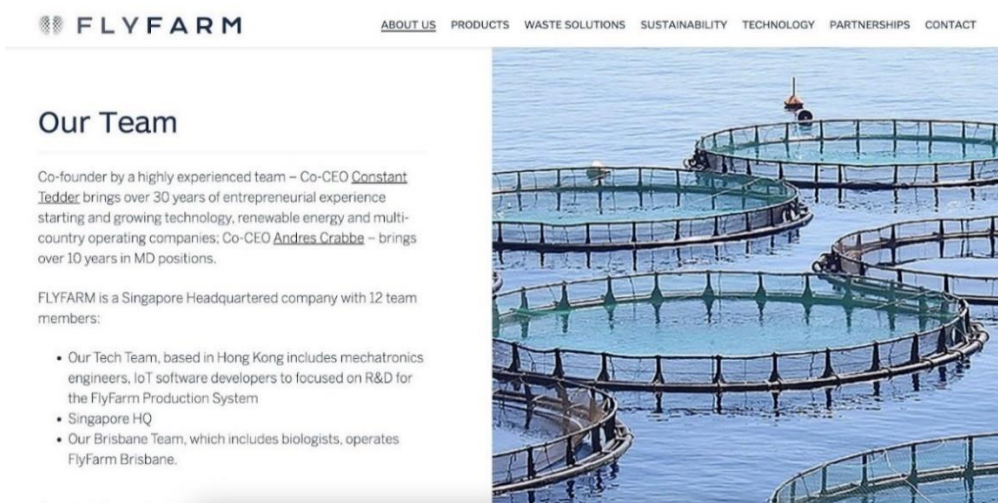 FLYFARM
ABOUT US PRODUCTS WASTE SOLUTIONS SUSTAINABILITY TECHNOLOGY PARTNERSHIPS CONTACT
Our Team
Co-founder by a highly experienced team – Co-CEO Constant
Tedder brings over 30 years of entrepreneurial experience
starting and growing technology, renewable energy and multi-
country operating companies; Co-CEO Andres Crabbe – brings
over 10 years in MD positions.
FLYFARM is a Singapore Headquartered company with 12 team
members:
• Our Tech Team, based in Hong Kong includes mechatronics
engineers, IoT software developers to focused on R&D for
the FlyFarm Production System
• Singapore HQ
• Our Brisbane Team, which includes biologists, operates
FlyFarm Brisbane.